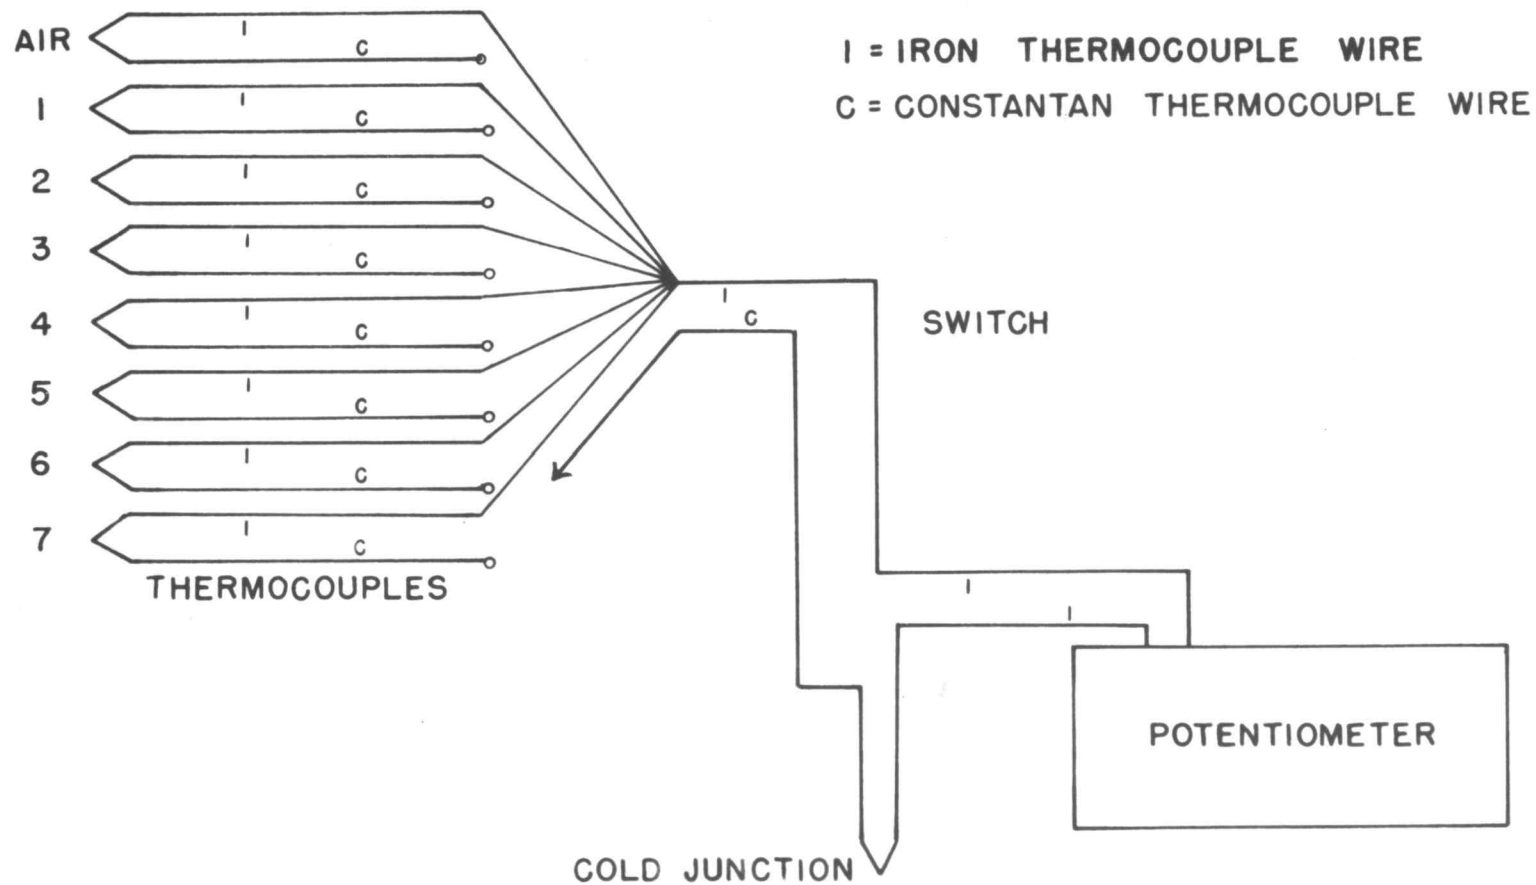 AIR
I
C
I = IRON THERMOCOUPLE WIRE
C = CONSTANTAN THERMOCOUPLE WIRE
1
I
C
2
I
C
3
I
C
4
I
C
5
I
C
6
I
C
7
I
C
THERMOCOUPLES
I
C
SWITCH
I
I
POTENTIOMETER
COLD JUNCTION